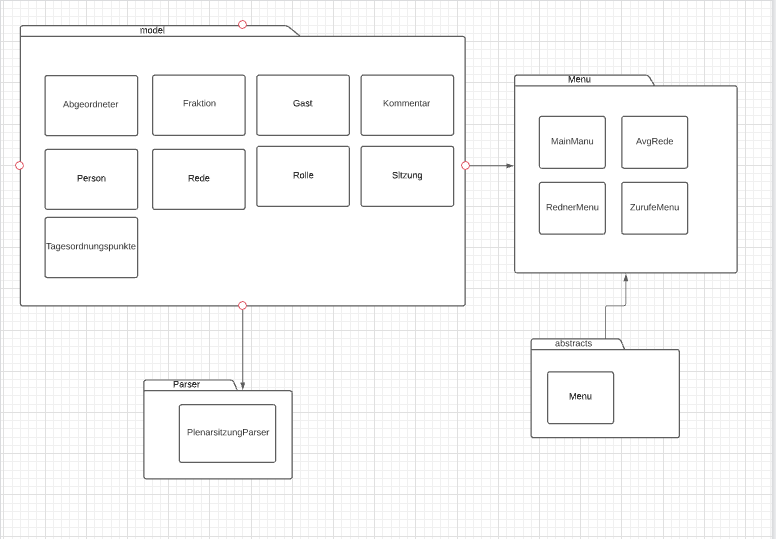 model
Abgeordneter
Fraktion
Gast
Kommentar
Person
Rede
Rolle
Sitzung
Tagesordnungspunkte
Menu
MainManu
AvgRede
RednerMenu
ZurufeMenu
Parser
PlenarsitzungParser
abstracts
Menu